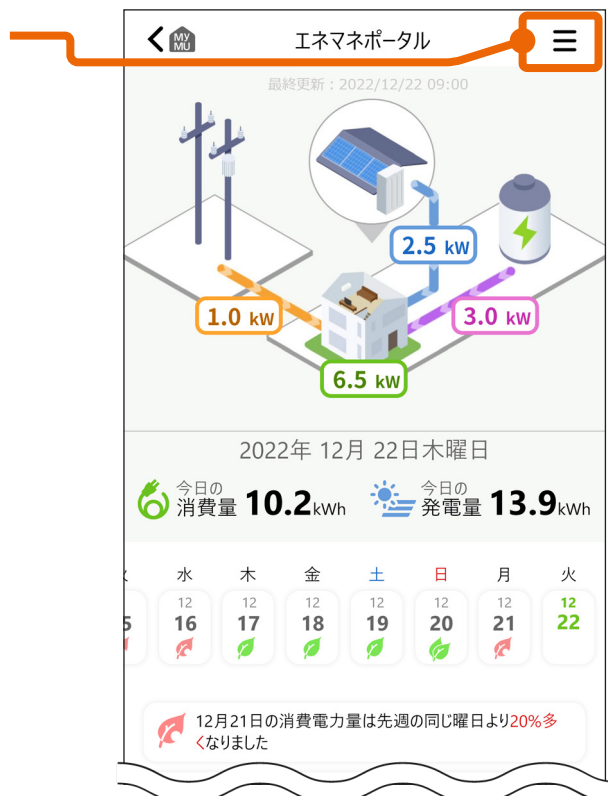 MY
MU
エネマネポータル
最終更新：2022/12/22 09:00
2.5 kW
1.0 kW
3.0 kW
6.5 kW
2022年 12月 22日木曜日
今日の
消費量 10.2kWh
今日の
発電量 13.9kWh
水 木 金 土 日 月 火
12 12 12 12 12 12 12
5 16 17 18 19 20 21 22
12月21日の消費電力量は先週の同じ曜日より20%多
くなりました